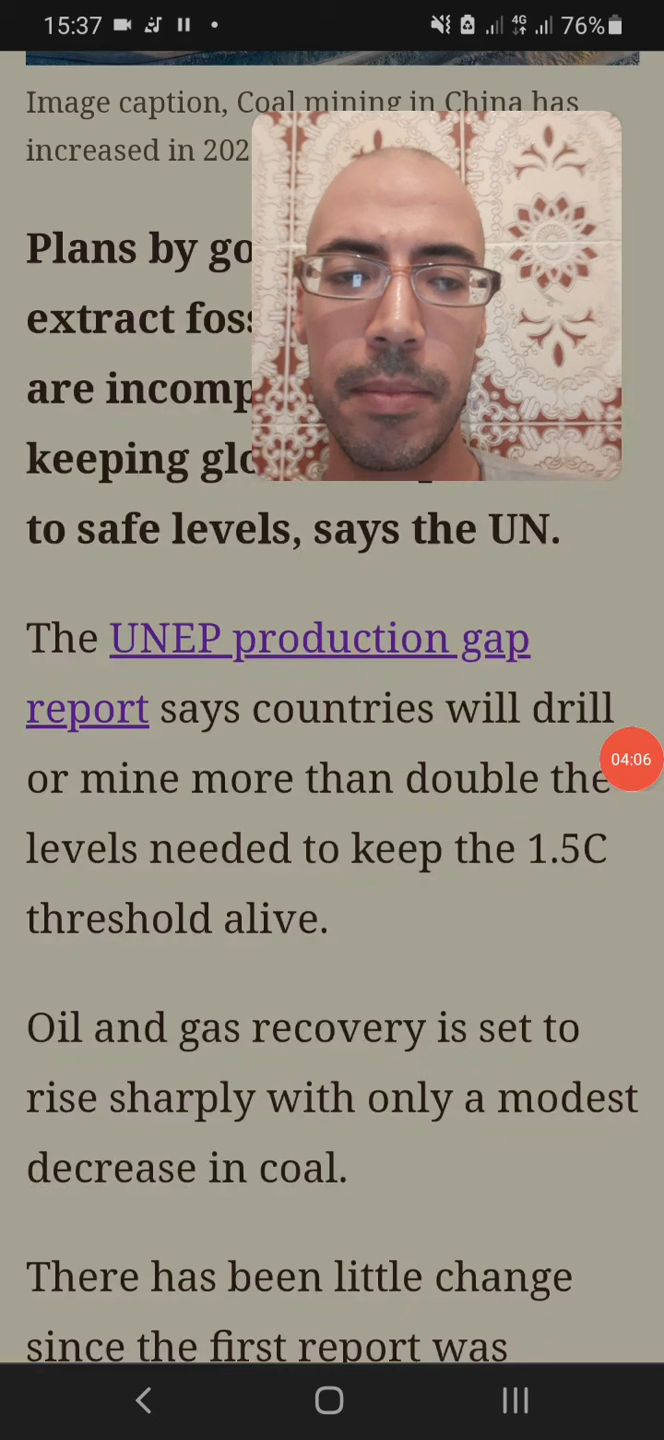 15:37
4G
76%
Image caption, Coal mining in China has
increased in 202
Plans by go
extract foss
are incomp
keeping glo
to safe levels, says the UN.
The UNEP production gap
report says countries will drill
04:06
or mine more than double the
levels needed to keep the 1.5C
threshold alive.
Oil and gas recovery is set to
rise sharply with only a modest
decrease in coal.
There has been little change
since the first report was